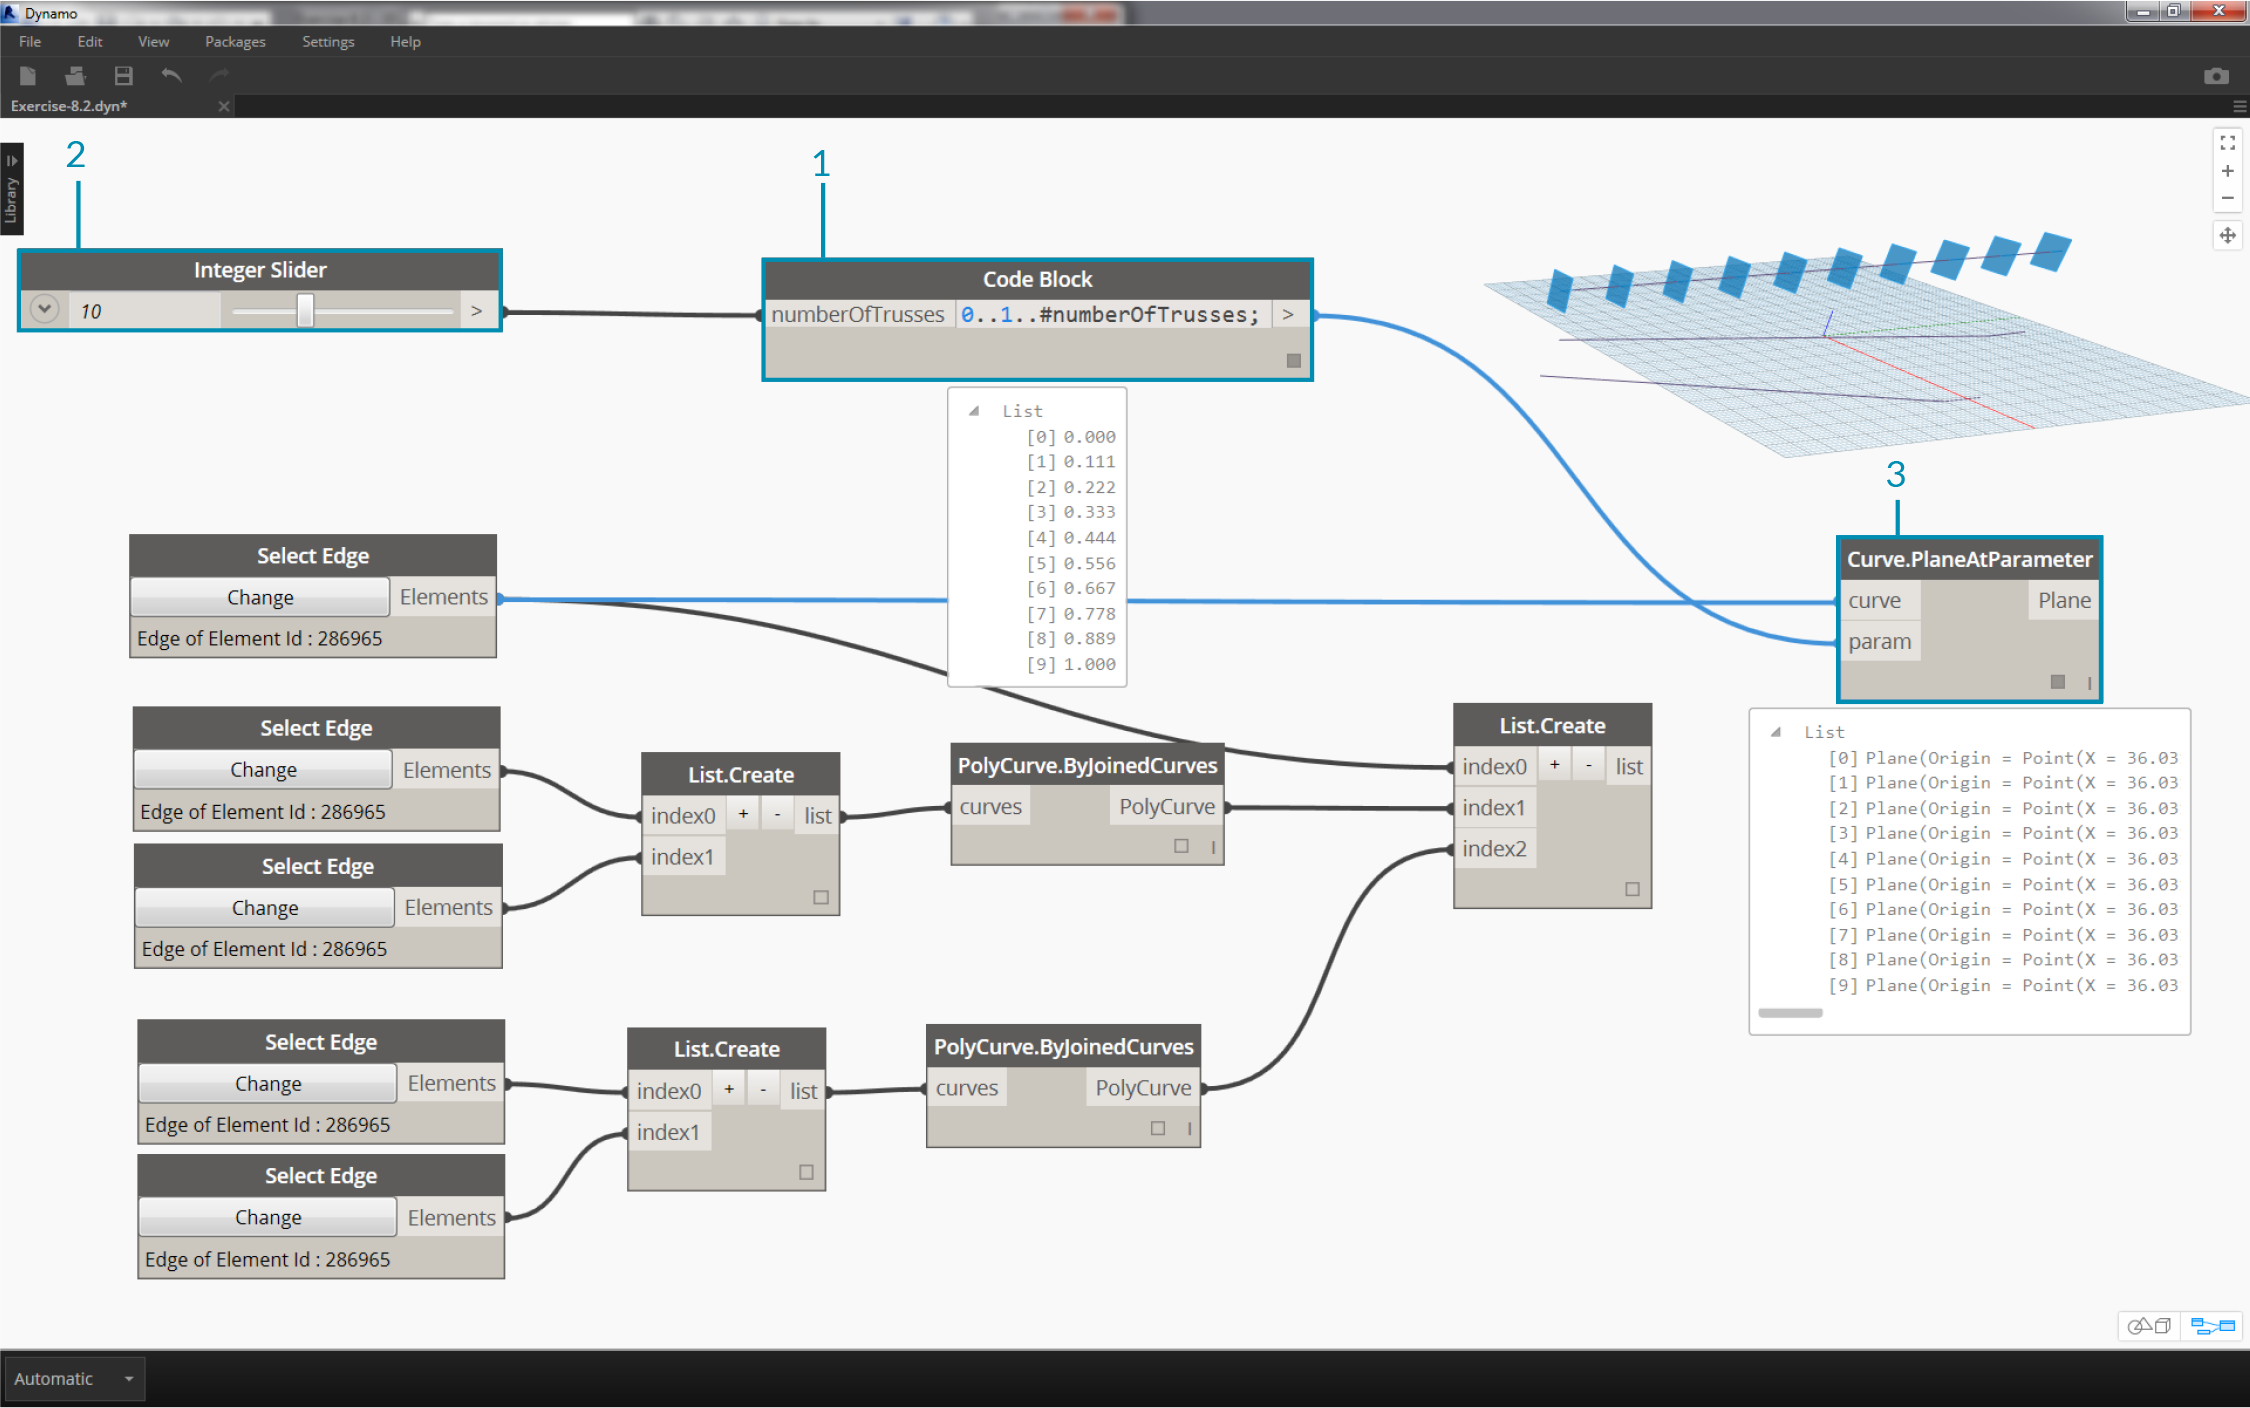 Dynamo
File Edit View Packages Settings Help
Exercise-8.2.dyn*
Library
2
1
Integer Slider
10 >
Code Block
numberOfTrusses 0..1..#numberOfTrusses; >
List
[0] 0.000
[1] 0.111
[2] 0.222
[3] 0.333
[4] 0.444
[5] 0.556
[6] 0.667
[7] 0.778
[8] 0.889
[9] 1.000
3
Curve.PlaneAtParameter
curve Plane
param
List
[0] Plane(Origin = Point(X = 36.03
[1] Plane(Origin = Point(X = 36.03
[2] Plane(Origin = Point(X = 36.03
[3] Plane(Origin = Point(X = 36.03
[4] Plane(Origin = Point(X = 36.03
[5] Plane(Origin = Point(X = 36.03
[6] Plane(Origin = Point(X = 36.03
[7] Plane(Origin = Point(X = 36.03
[8] Plane(Origin = Point(X = 36.03
[9] Plane(Origin = Point(X = 36.03
Select Edge
Change Elements
Edge of Element Id : 286965
Select Edge
Change Elements
Edge of Element Id : 286965
Select Edge
Change Elements
Edge of Element Id : 286965
List.Create
index0 + - list
index1
PolyCurve.ByJoinedCurves
curves PolyCurve
List.Create
index0 + - list
index1
index2
Select Edge
Change Elements
Edge of Element Id : 286965
Select Edge
Change Elements
Edge of Element Id : 286965
List.Create
index0 + - list
index1
PolyCurve.ByJoinedCurves
curves PolyCurve
Automatic